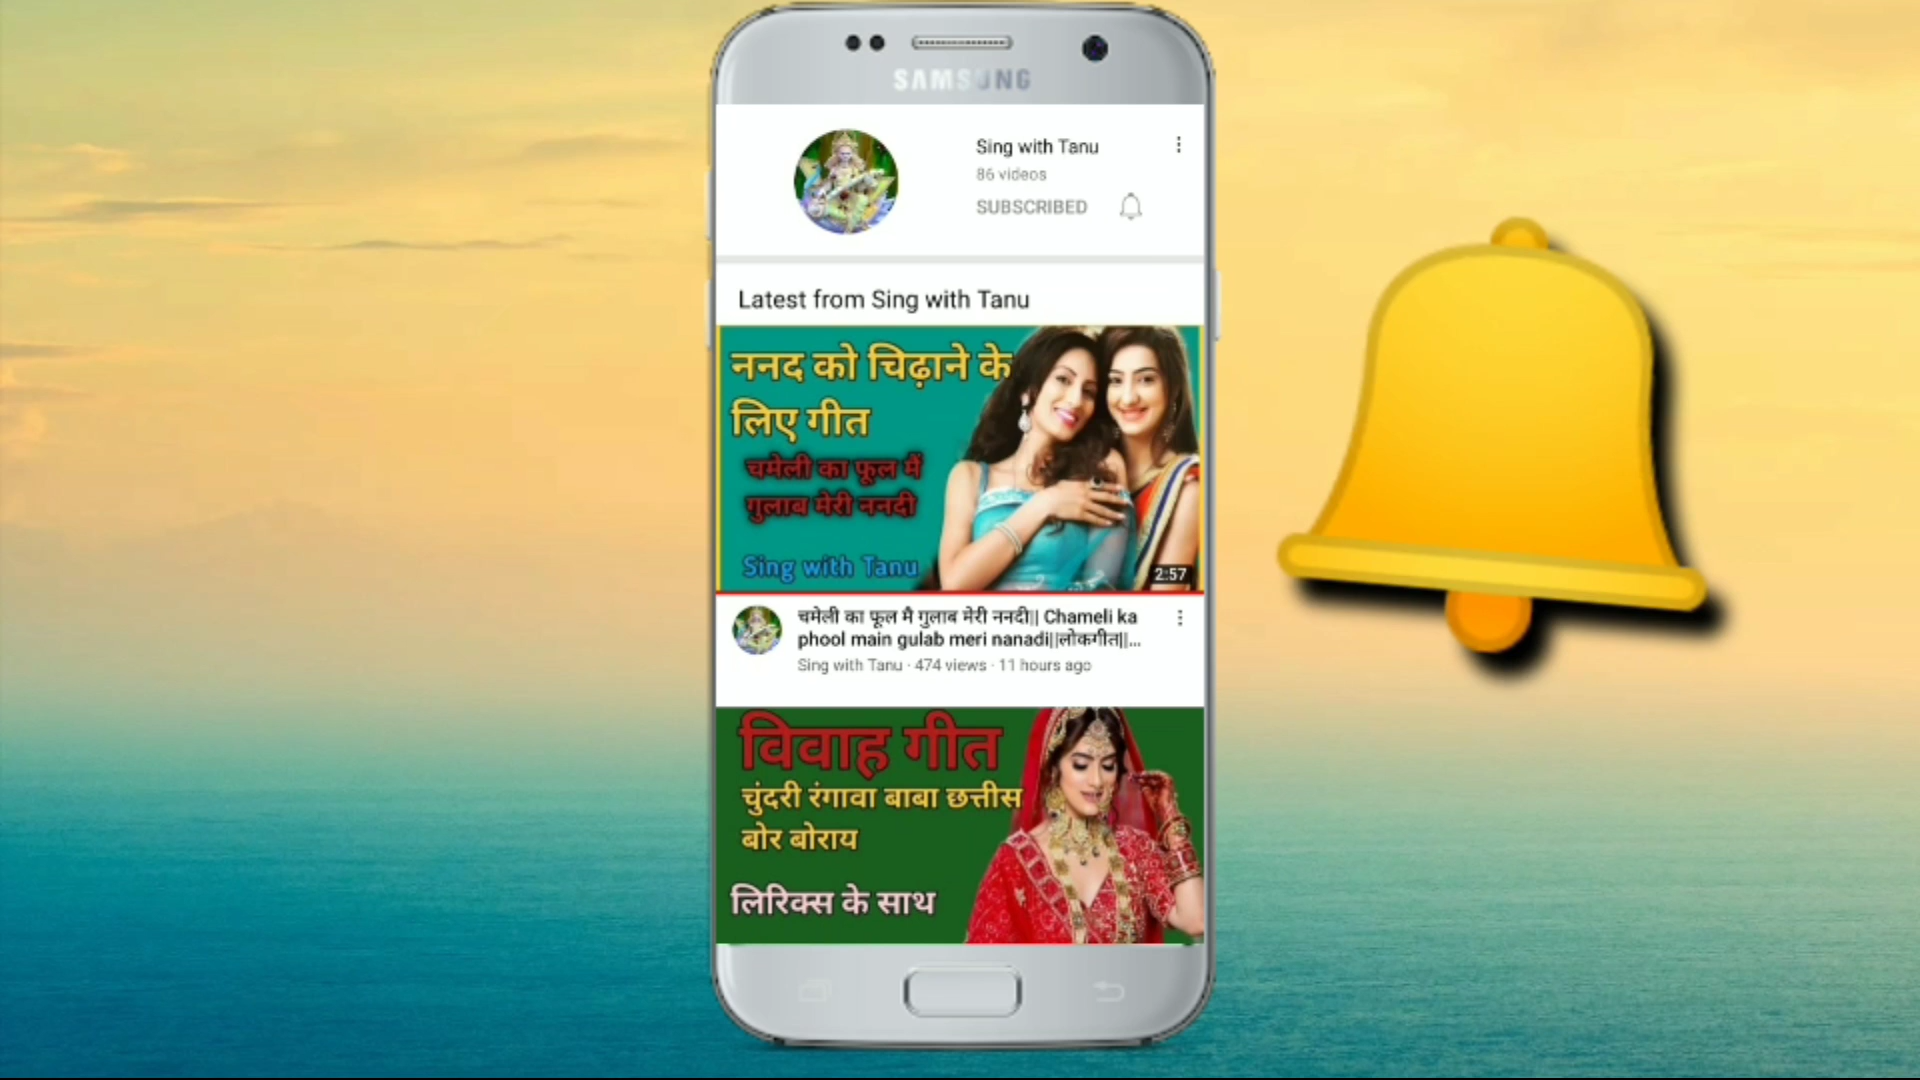 SAMSUNG
Sing with Tanu
86 videos
SUBSCRIBED
Latest from Sing with Tanu
ननद को चिढ़ाने के
लिए गीत
चमेली का फूल मैं
गुलाब मेरी ननदी
Sing with Tanu
2:57
चमेली का फूल मै गुलाब मेरी ननदी|| Chameli ka
phool main gulab meri nanadi||लोकगीत||...
Sing with Tanu · 474 views · 11 hours ago
विवाह गीत
चुंदरी रंगावा बाबा छत्तीस
बोर बोराय
लिरिक्स के साथ